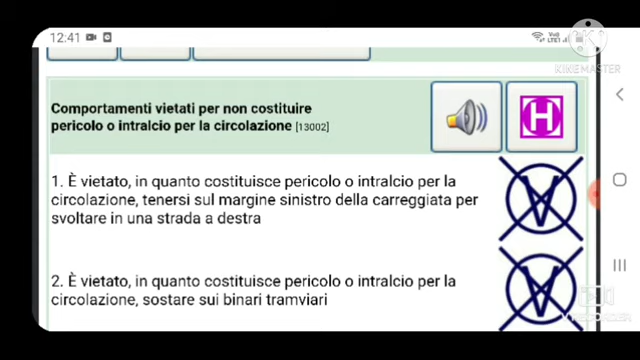 12:41
KINEMASTER
Comportamenti vietati per non costituire
pericolo o intralcio per la circolazione [13002]
H
1. È vietato, in quanto costituisce pericolo o intralcio per la
circolazione, tenersi sul margine sinistro della carreggiata per
svoltare in una strada a destra
V
2. È vietato, in quanto costituisce pericolo o intralcio per la
circolazione, sostare sui binari tramviari
V